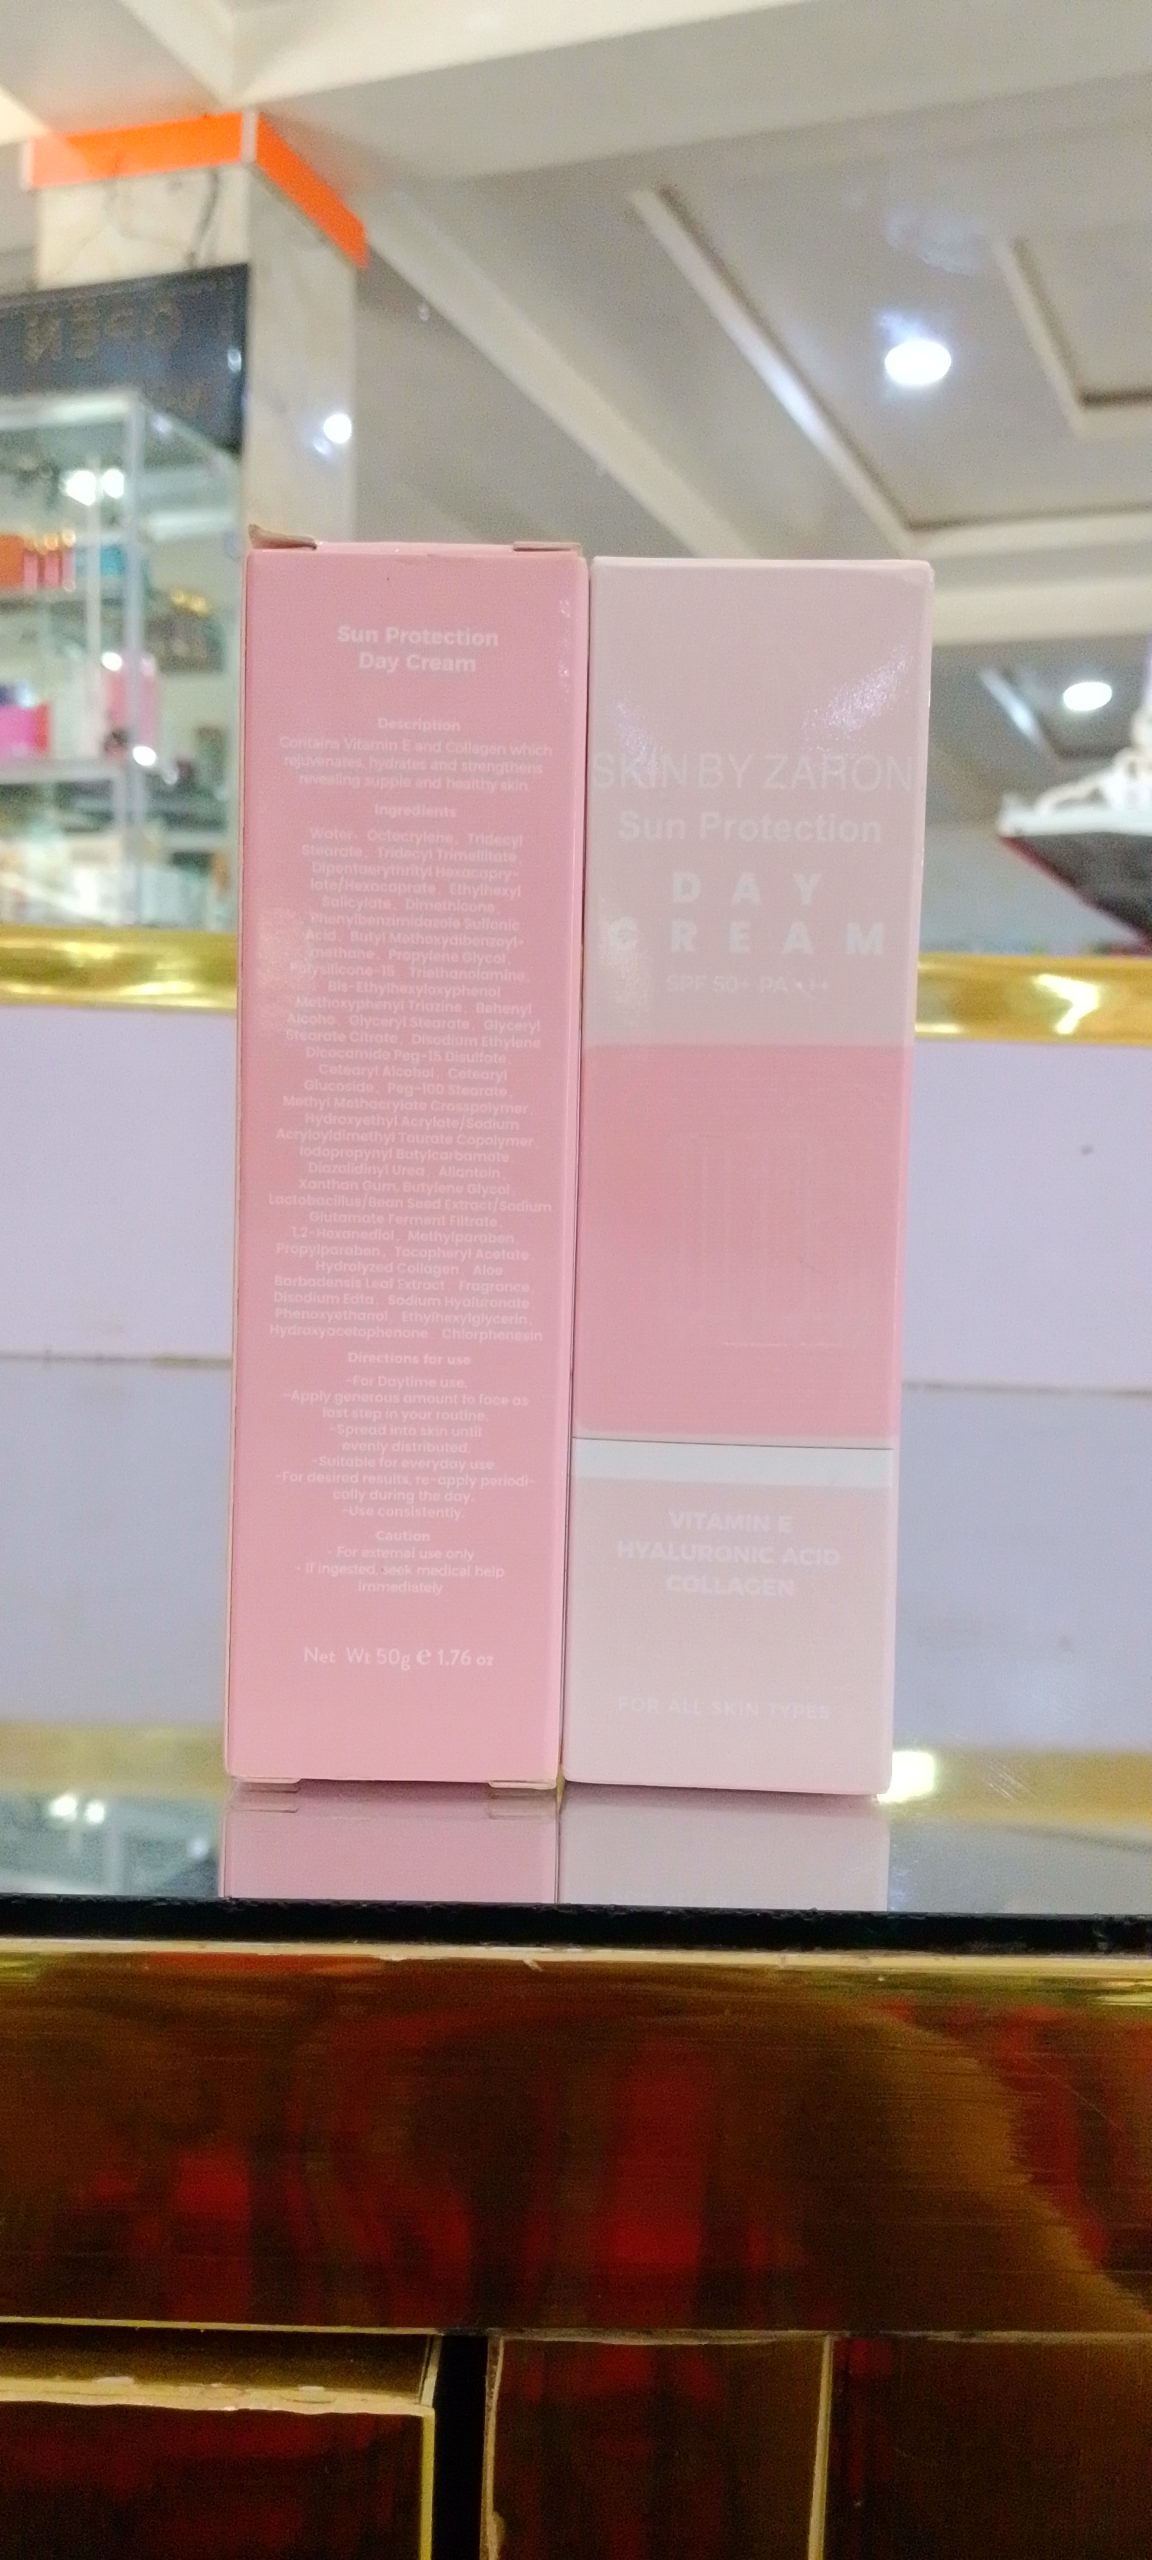 Sun Protection
Day Cream
Description
Contains Vitamin E and Collagen which
rejuvenates, hydrates and strengthens
revealing supple and healthy skin.
Ingredients
Water, Octocrylene, Tridecyl
Stearate, Tridecyl Trimellitate
Dipentaerythrityl Hexacapry-
late/Hexacaprate, Ethylhexyl
Salicylate, Dimethicone,
Phenylbenzimidazole Sulfonic
Acid, Butyl Methoxydibenzoyl-
methane, Propylene Glycol,
Polysilicone-15 Triethanolamine,
Bis-Ethylhexyloxyphenol
Methoxyphenyl Triazine, Behenyl
Alcoho, Glyceryl Stearate, Glyceryl
Stearate Citrate, Disodium Ethylene
Dicocamide Peg-15 Disulfate,
Cetearyl Alcohol, Cetearyl
Glucoside, Peg-100 Stearate,
Methyl Methacrylate Crosspolymer,
Hydroxyethyl Acrylate/Sodium
Acryloyldimethyl Taurate Copolymer,
Iodopropynyl Butylcarbamate
Diazolidinyl Urea, Allantoin,
Xanthan Gum, Butylene Glycol,
Lactobacillus/Bean Seed Extract/Sodium
Glutamate Ferment Filtrate,
1,2-Hexanediol, Methylparaben,
Propylparaben, Tocopheryl Acetate
Hydrolyzed Collagen, Aloe
Barbadensis Leaf Extract, Fragrance,
Disodium Edta, Sodium Hyaluronate
Phenoxyethanol, Ethylhexylglycerin,
Hydroxyacetophenone Chlorphenesin
Directions for use
-For Daytime use.
-Apply generous amount to face as
last step in your routine.
-Spread into skin until
evenly distributed.
-Suitable for everyday use.
-For desired results, re-apply periodi-
cally during the day.
-Use consistently.
Caution
- For external use only
- If ingested, seek medical help
immediately
Net Wt 50g e 1.76 oz
SKIN BY ZARON
Sun Protection
DAY
CREAM
SPF 50+ PA+++
VITAMIN E
HYALURONIC ACID
COLLAGEN
FOR ALL SKIN TYPES